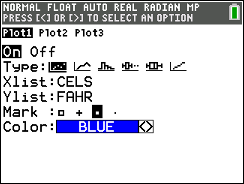 NORMAL FLOAT AUTO REAL RADIAN MP
PRESS [<] OR [>] TO SELECT AN OPTION
Plot1 Plot2 Plot3
On Off
Type:
Xlist:CELS
Ylist:FAHR
Mark : + ·
Color: BLUE <>